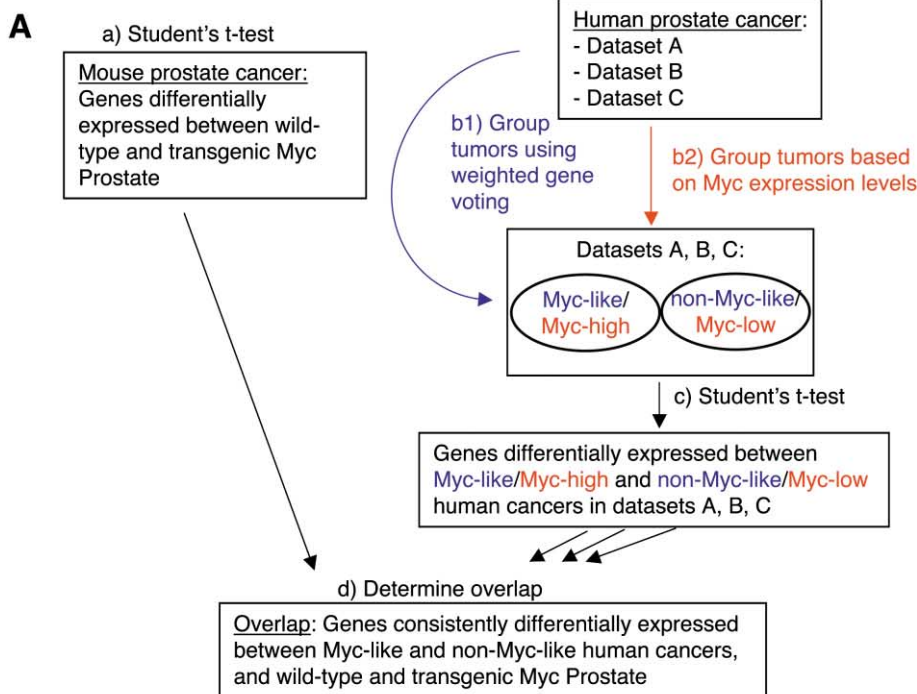 A
a) Student's t-test
Mouse prostate cancer:
Genes differentially
expressed between wild-
type and transgenic Myc
Prostate
Human prostate cancer:
- Dataset A
- Dataset B
- Dataset C
b1) Group
tumors using
weighted gene
voting
b2) Group tumors based
on Myc expression levels
Datasets A, B, C:
Myc-like/
Myc-high
non-Myc-like/
Myc-low
c) Student's t-test
Genes differentially expressed between
Myc-like/Myc-high and non-Myc-like/Myc-low
human cancers in datasets A, B, C
d) Determine overlap
Overlap: Genes consistently differentially expressed
between Myc-like and non-Myc-like human cancers,
and wild-type and transgenic Myc Prostate